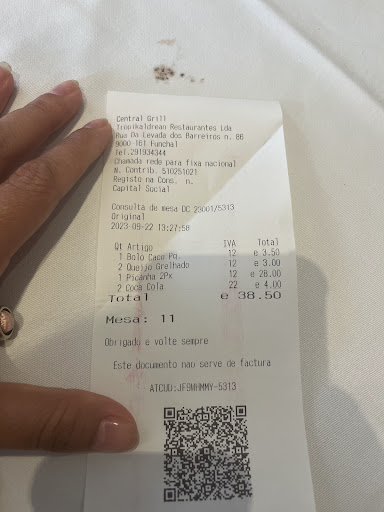 Central Grill
Tropikaldrean Restaurantes Lda
Rua Da Levada dos Barreiros n. 86
9000-161 Funchal
Tel.291934344
Chamada rede para fixa nacional
N. Contrib. 510251021
Registo na Cons. n.
Capital Social
Consulta de mesa DC 23001/5313
Original
2023-09-22 13:27:58
Qt Artigo IVA Total
1 Bolo Caco Pq. 12 e 3.50
2 Queijo Grelhado 12 e 3.00
1 Picanha 2Px 12 e 28.00
2 Coca Cola 22 e 4.00
Total e 38.50
Mesa: 11
Obrigado e volte sempre
Este documento nao serve de factura
ATCUD:JF9MHMMY-5313